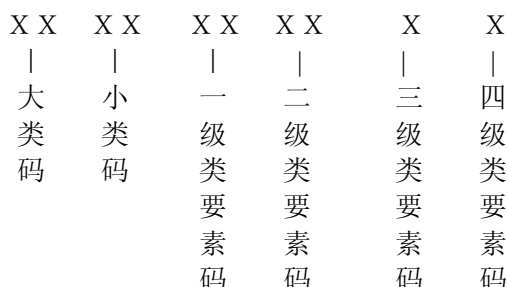 XX XX XX XX X X
| | | | | |
大类码
小类码
一级类要素码
二级类要素码
三级类要素码
四级类要素码